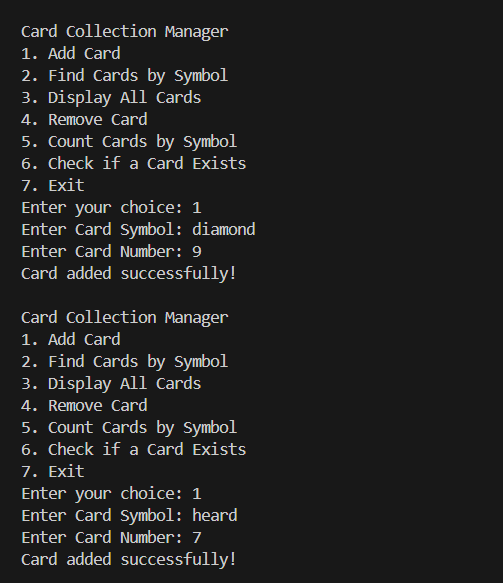 Card Collection Manager
1. Add Card
2. Find Cards by Symbol
3. Display All Cards
4. Remove Card
5. Count Cards by Symbol
6. Check if a Card Exists
7. Exit
Enter your choice: 1
Enter Card Symbol: diamond
Enter Card Number: 9
Card added successfully!
Card Collection Manager
1. Add Card
2. Find Cards by Symbol
3. Display All Cards
4. Remove Card
5. Count Cards by Symbol
6. Check if a Card Exists
7. Exit
Enter your choice: 1
Enter Card Symbol: heard
Enter Card Number: 7
Card added successfully!